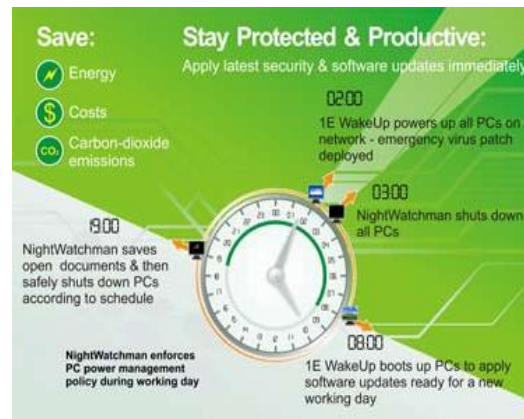 Save:
Energy
$ Costs
CO₂ Carbon-dioxide
emissions
Stay Protected & Productive:
Apply latest security & software updates immediately
02:00
1E WakeUp powers up all PCs on
network - emergency virus patch
deployed
03:00
NightWatchman shuts down
all PCs
19:00
NightWatchman saves
open documents & then
safely shuts down PCs
according to schedule
NightWatchman enforces
PC power management
policy during working day
08:00
1E WakeUp boots up PCs to apply
software updates ready for a new
working day